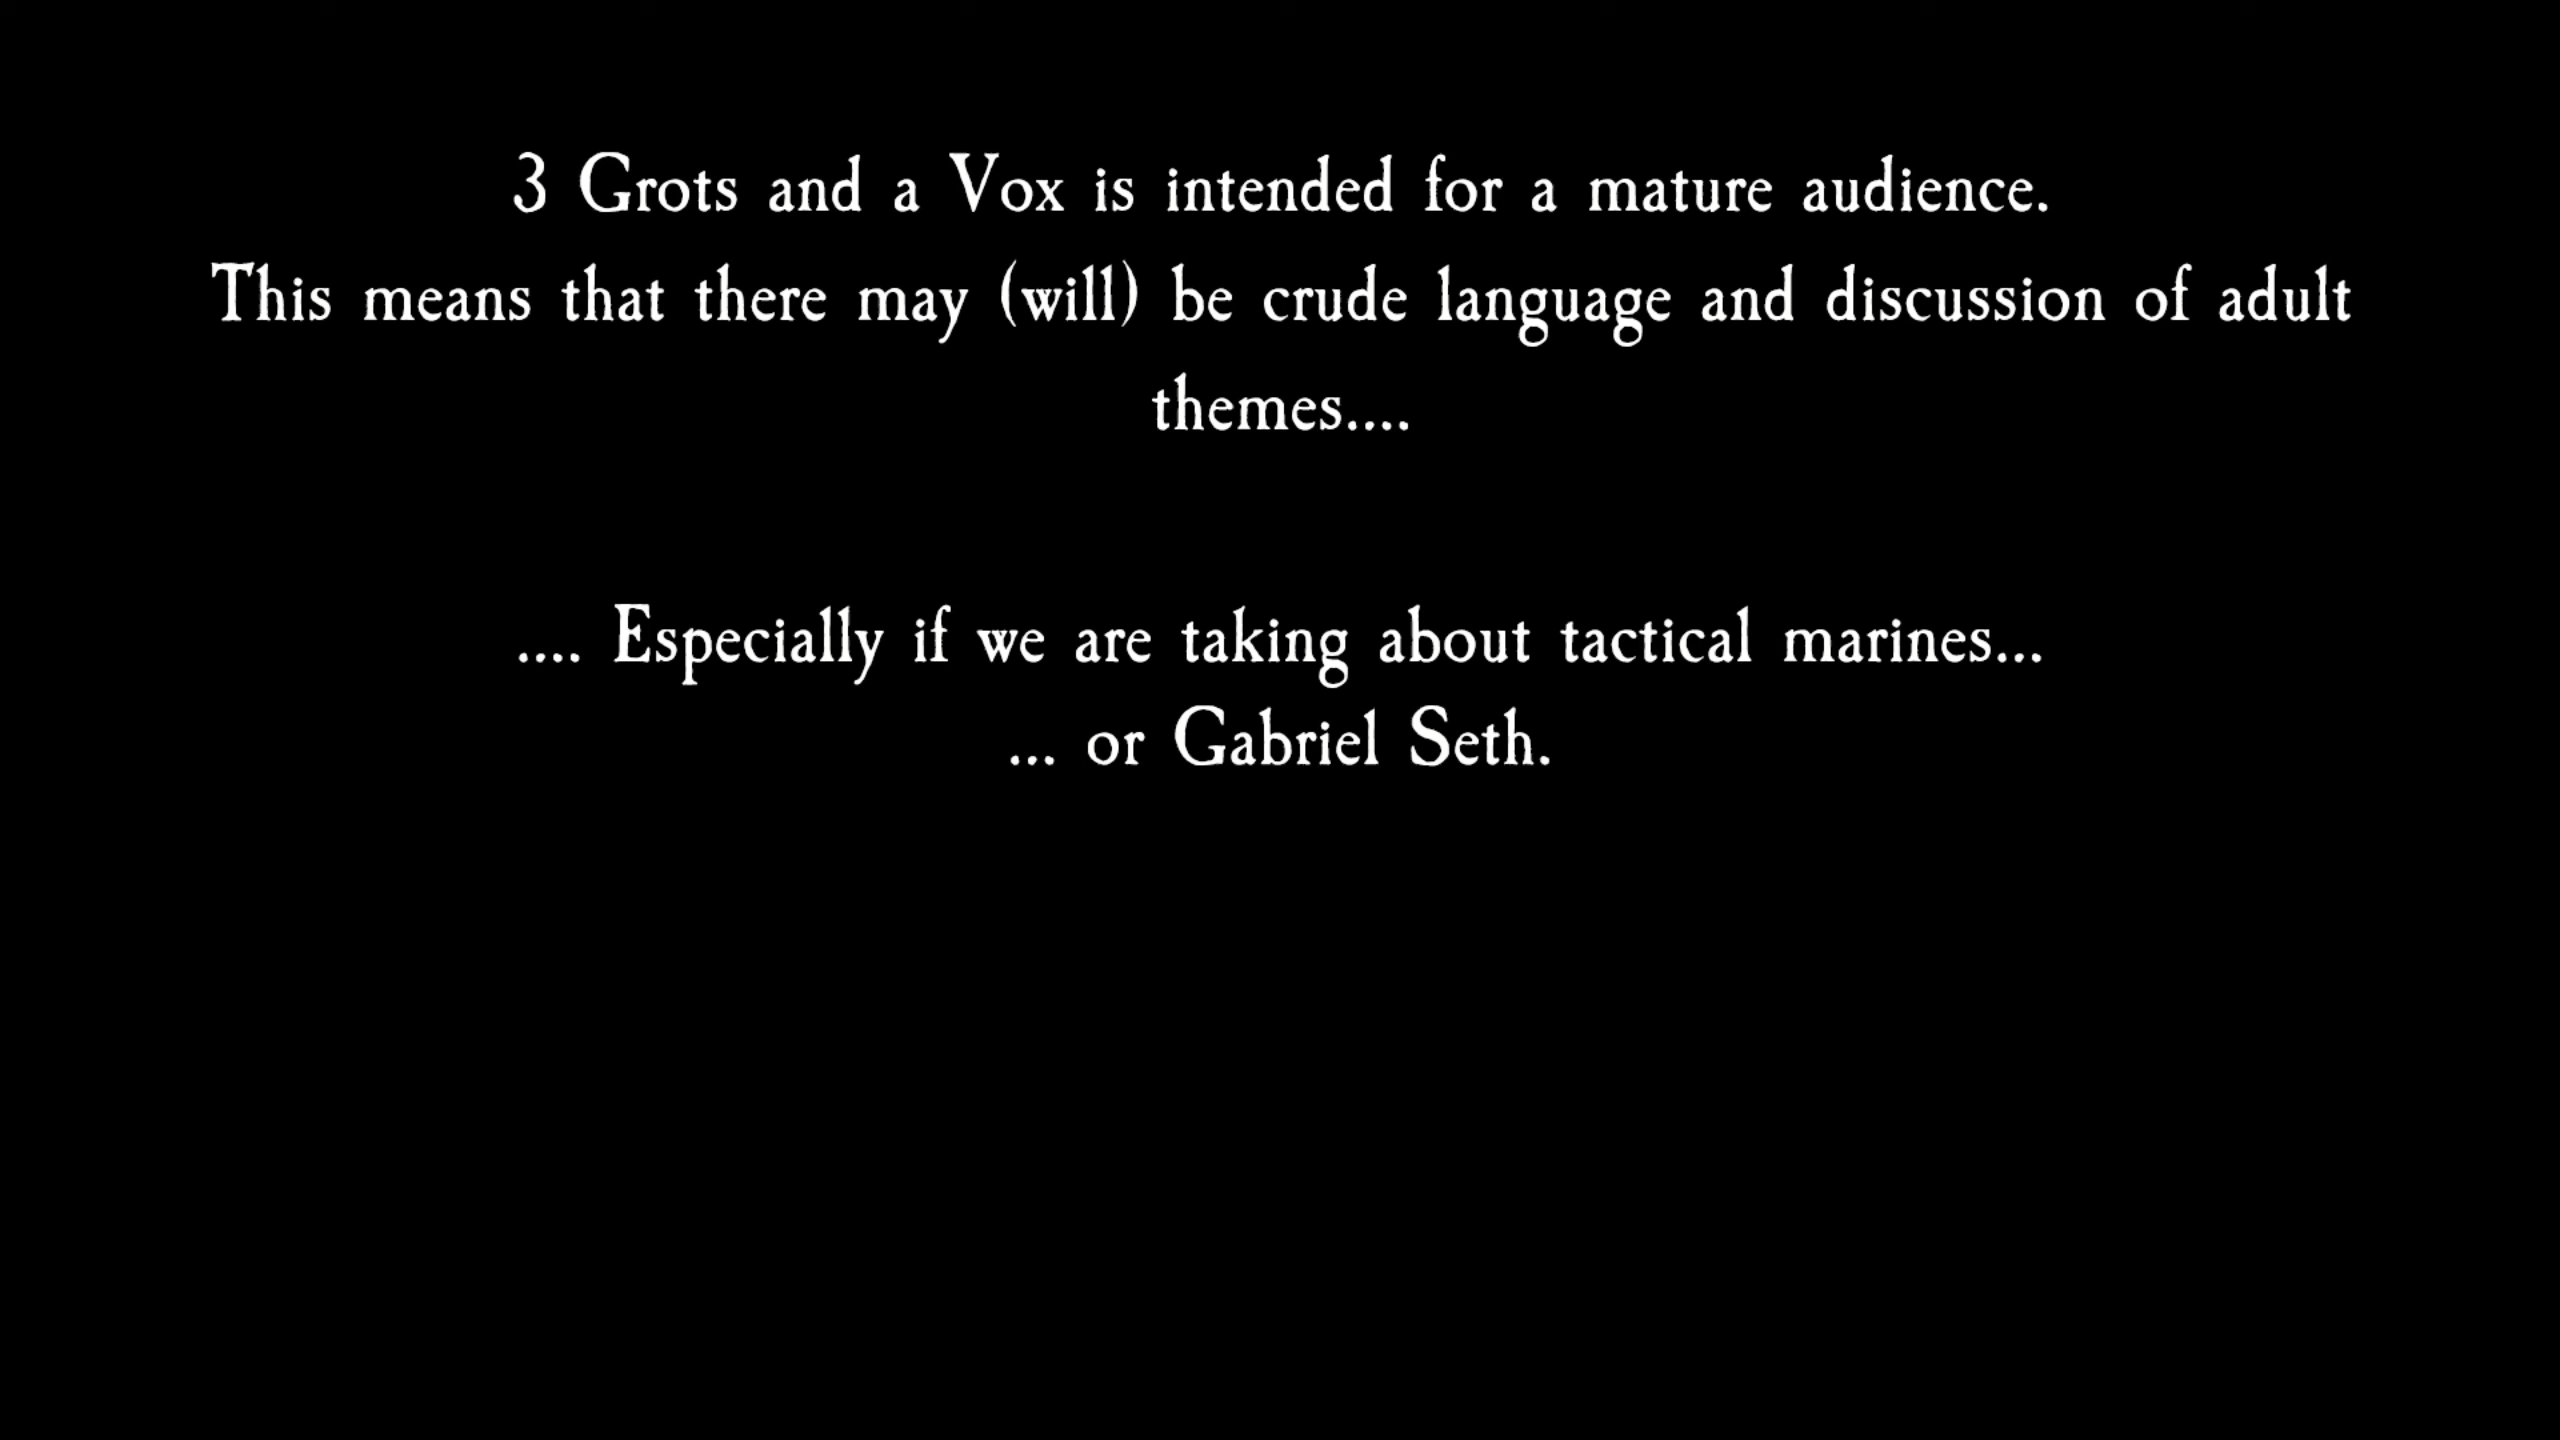 3 Grots and a Vox is intended for a mature audience.
This means that there may (will) be crude language and discussion of adult
themes....
.... Especially if we are taking about tactical marines...
... or Gabriel Seth.